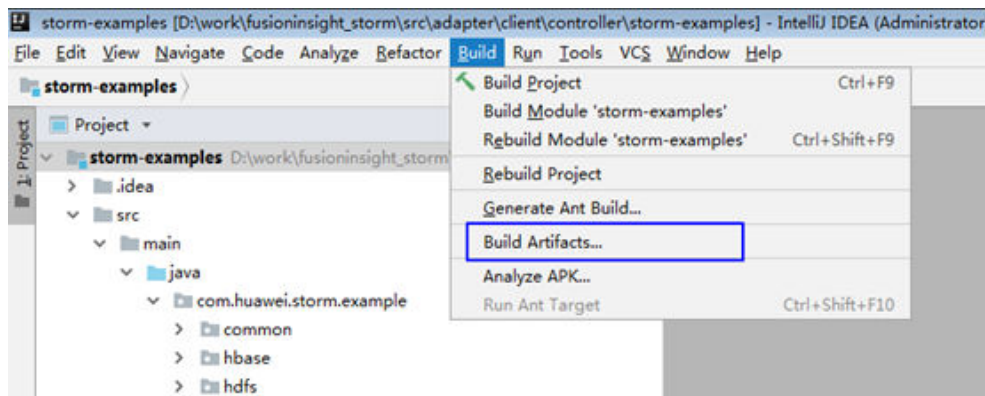 storm-examples [D:\work\fusioninsight_storm\src\adapter\client\controller\storm-examples] - IntelliJ IDEA (Administrator
File Edit View Navigate Code Analyze Refactor Build Run Tools VCS Window Help
storm-examples
Build Project Ctrl+F9
Build Module 'storm-examples'
Rebuild Module 'storm-examples' Ctrl+Shift+F9
Rebuild Project
Generate Ant Build...
Build Artifacts...
Analyze APK...
Run Ant Target Ctrl+Shift+F10
1: Project
Project
storm-examples D:\work\fusioninsight_storm
.idea
src
main
java
com.huawei.storm.example
common
hbase
hdfs